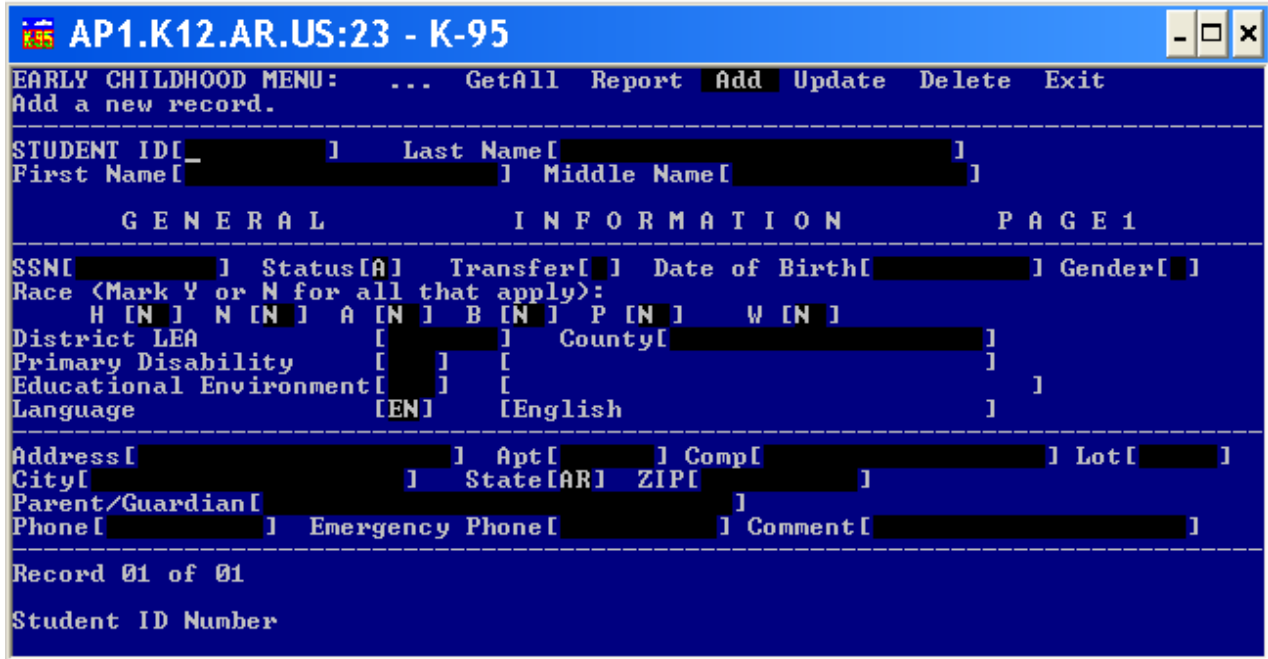 K-95 AP1.K12.AR.US:23 - K-95
EARLY CHILDHOOD MENU: ... GetAll Report Add Update Delete Exit
Add a new record.
STUDENT ID[_ ] Last Name[ ]
First Name[ ] Middle Name[ ]
G E N E R A L I N F O R M A T I O N P A G E 1
SSN[ ] Status[A] Transfer[ ] Date of Birth[ ] Gender[ ]
Race (Mark Y or N for all that apply):
H [N ] N [N ] A [N ] B [N ] P [N ] W [N ]
District LEA [ ] County[ ]
Primary Disability [ ] [ ]
Educational Environment[ ] [ ]
Language [EN] [English ]
Address[ ] Apt[ ] Comp[ ] Lot[ ]
City[ ] State[AR] ZIP[ ]
Parent/Guardian[ ]
Phone[ ] Emergency Phone[ ] Comment[ ]
Record 01 of 01
Student ID Number